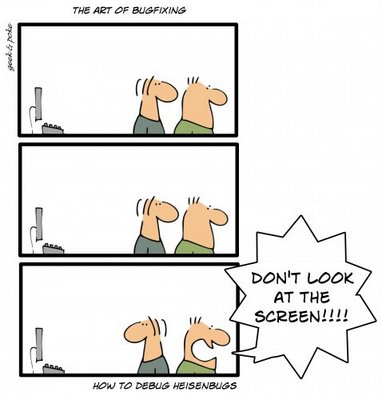 THE ART OF BUGFIXING
geek & poke
DON'T LOOK
AT THE
SCREEN!!!!
HOW TO DEBUG HEISENBUGS